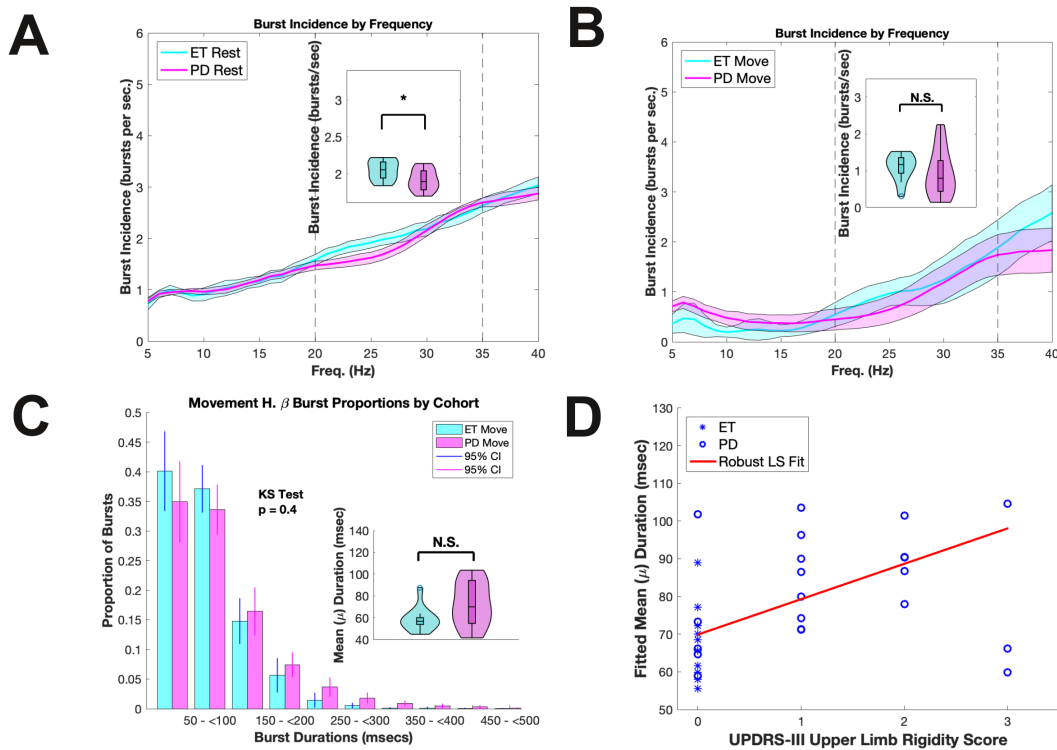 A
Burst Incidence by Frequency
ET Rest
PD Rest
Burst Incidence (bursts per sec.)
6
5
4
3
2
1
0
5
10
15
20
25
30
35
40
Freq. (Hz)
Burst Incidence (bursts/sec)
3
2.5
2
*
B
Burst Incidence by Frequency
ET Move
PD Move
Burst Incidence (bursts per sec.)
6
5
4
3
2
1
0
5
10
15
20
25
30
35
40
Freq. (Hz)
Burst Incidence (bursts/sec)
3
2
1
0
N.S.
C
Movement H. β Burst Proportions by Cohort
ET Move
PD Move
95% CI
95% CI
Proportion of Bursts
0.5
0.45
0.4
0.35
0.3
0.25
0.2
0.15
0.1
0.05
0
KS Test
p = 0.4
Mean (μ) Duration (msec)
140
120
100
80
60
40
N.S.
50 - <100
150 - <200
250 - <300
350 - <400
450 - <500
Burst Durations (msecs)
D
ET
PD
Robust LS Fit
Fitted Mean (μ) Duration (msec)
130
120
110
100
90
80
70
60
50
0
1
2
3
UPDRS-III Upper Limb Rigidity Score